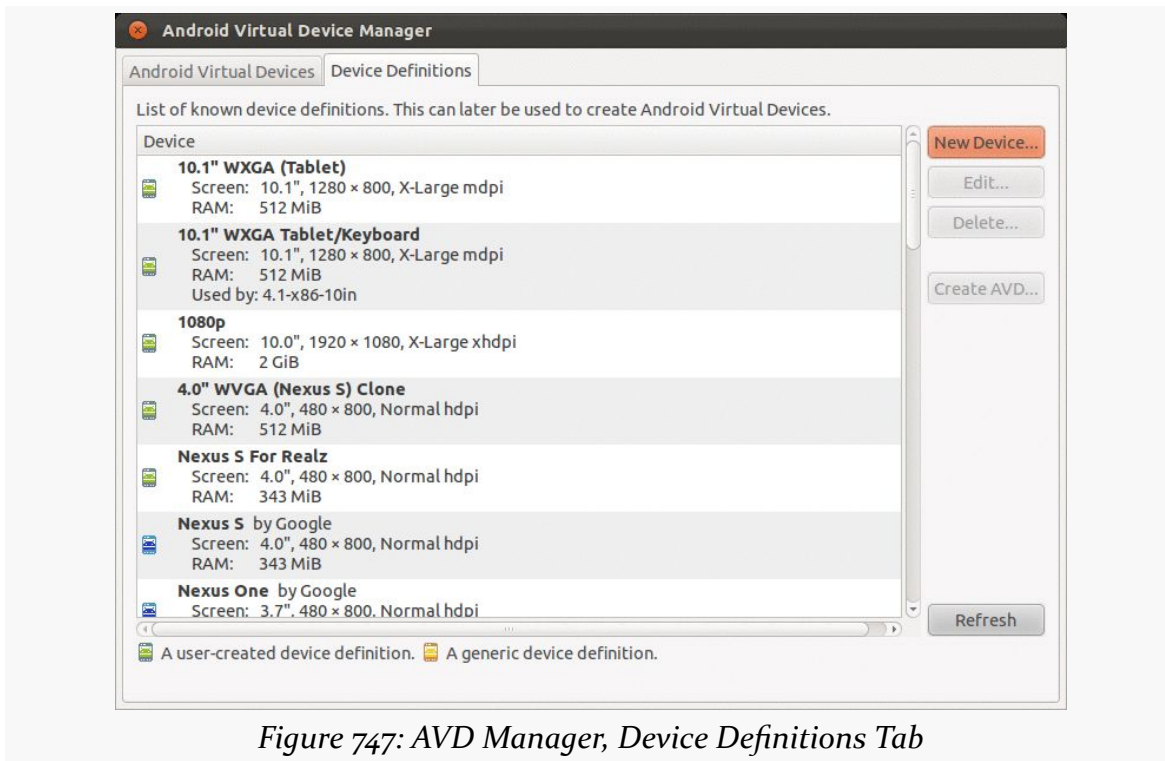 Android Virtual Device Manager
Android Virtual Devices Device Definitions
List of known device definitions. This can later be used to create Android Virtual Devices.
Device
New Device...
Edit...
Delete...
Create AVD...
10.1" WXGA (Tablet)
Screen: 10.1", 1280 × 800, X-Large mdpi
RAM: 512 MiB
10.1" WXGA Tablet/Keyboard
Screen: 10.1", 1280 × 800, X-Large mdpi
RAM: 512 MiB
Used by: 4.1-x86-10in
1080p
Screen: 10.0", 1920 × 1080, X-Large xhdpi
RAM: 2 GiB
4.0" WVGA (Nexus S) Clone
Screen: 4.0", 480 × 800, Normal hdpi
RAM: 512 MiB
Nexus S For Realz
Screen: 4.0", 480 × 800, Normal hdpi
RAM: 343 MiB
Nexus S by Google
Screen: 4.0", 480 × 800, Normal hdpi
RAM: 343 MiB
Nexus One by Google
Screen: 3.7", 480 × 800, Normal hdpi
Refresh
A user-created device definition. A generic device definition.
Figure 747: AVD Manager, Device Definitions Tab